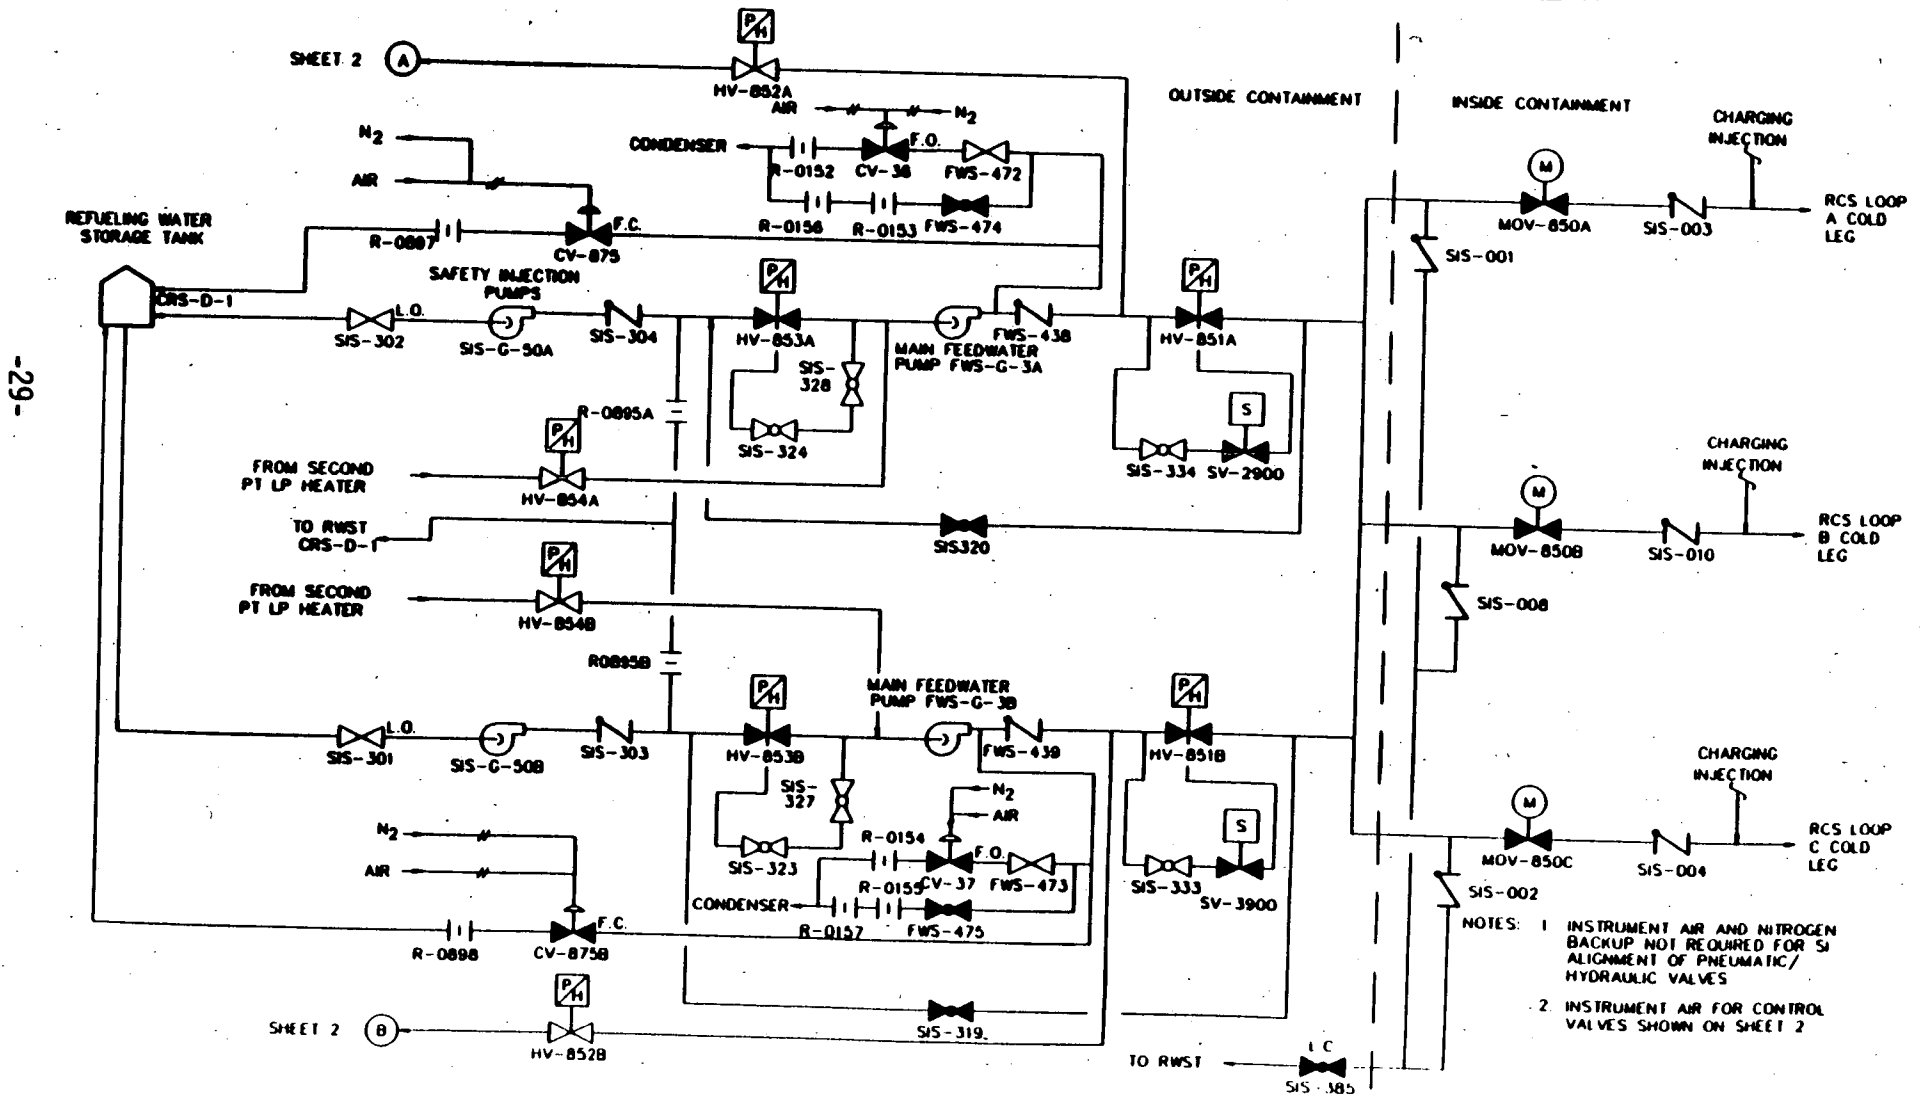 P/H
SHEET 2
A
HV-852A
OUTSIDE CONTAINMENT
INSIDE CONTAINMENT
CHARGING
INJECTION
AIR
N2
N2
CONDENSER
F.O.
R-0152
CV-36
FWS-472
M
AIR
REFUELING WATER
STORAGE TANK
R-0156
R-0153
FWS-474
MOV-850A
SIS-003
RCS LOOP
A COLD
LEG
R-0897
F.C.
CV-875
SIS-001
SAFETY INJECTION
PUMPS
P/H
P/H
CRS-D-1
L.O.
SIS-302
SIS-G-50A
SIS-304
HV-853A
FWS-438
HV-851A
MAIN FEEDWATER
PUMP FWS-G-3A
SIS-
328
-29-
R-0895A
P/H
S
SIS-324
SIS-334
SV-2900
CHARGING
INJECTION
FROM SECOND
PT LP HEATER
HV-854A
M
TO RWST
CRS-D-1
SIS320
MOV-850B
SIS-010
RCS LOOP
B COLD
LEG
P/H
FROM SECOND
PT LP HEATER
HV-854B
SIS-008
R0895B
P/H
MAIN FEEDWATER
PUMP FWS-G-3B
P/H
L.O.
SIS-301
SIS-G-50B
SIS-303
HV-853B
FWS-439
HV-851B
CHARGING
INJECTION
SIS-
327
N2
AIR
M
N2
S
R-0154
F.O.
SIS-323
CV-37
FWS-473
SIS-333
SV-3900
MOV-850C
SIS-004
RCS LOOP
C COLD
LEG
AIR
R-0155
CONDENSER
R-0157
FWS-475
SIS-002
F.C.
R-0898
CV-875B
NOTES: 1 INSTRUMENT AIR AND NITROGEN
BACKUP NOT REQUIRED FOR SI
ALIGNMENT OF PNEUMATIC/
HYDRAULIC VALVES
P/H
SHEET 2
B
HV-852B
SIS-319
2. INSTRUMENT AIR FOR CONTROL
VALVES SHOWN ON SHEET 2
TO RWST
L C
SIS-385